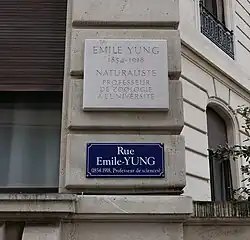 EMILE YUNG
1854-1918
NATURALISTE
PROFESSEUR
DE ZOOLOGIE
A L'UNIVERSITÉ
Rue
Emile-YUNG
(1854-1918, Professeur de sciences)